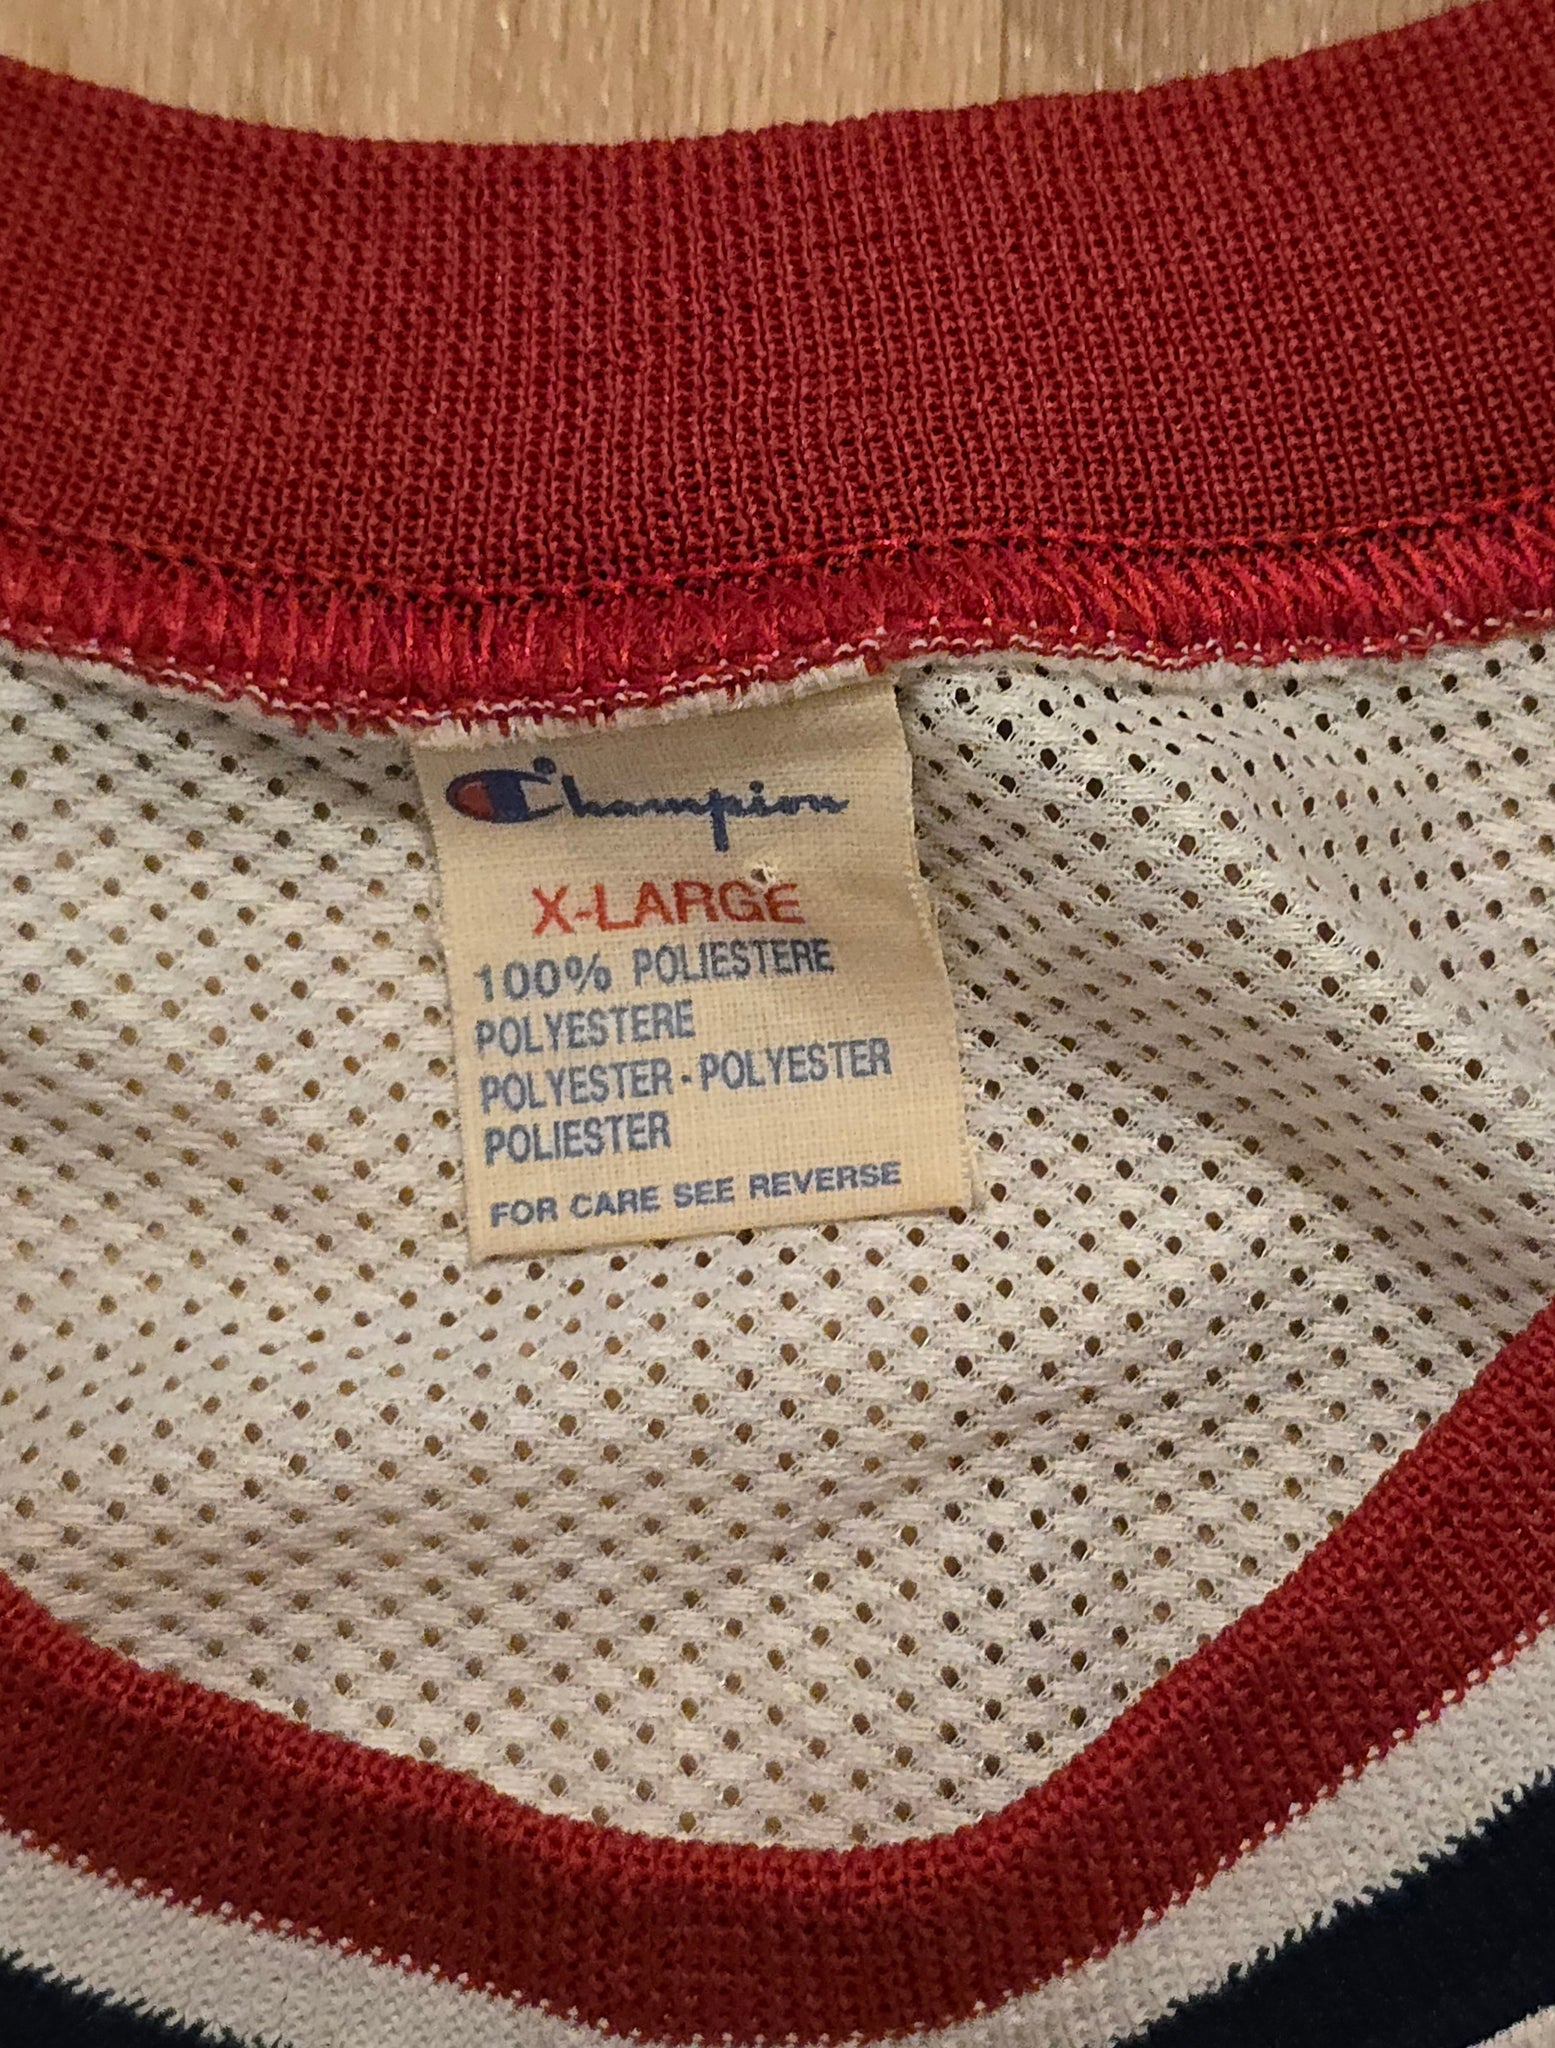 Champion
X-LARGE
100% POLIESTERE
POLYESTERE
POLYESTER - POLYESTER
POLIESTER
FOR CARE SEE REVERSE